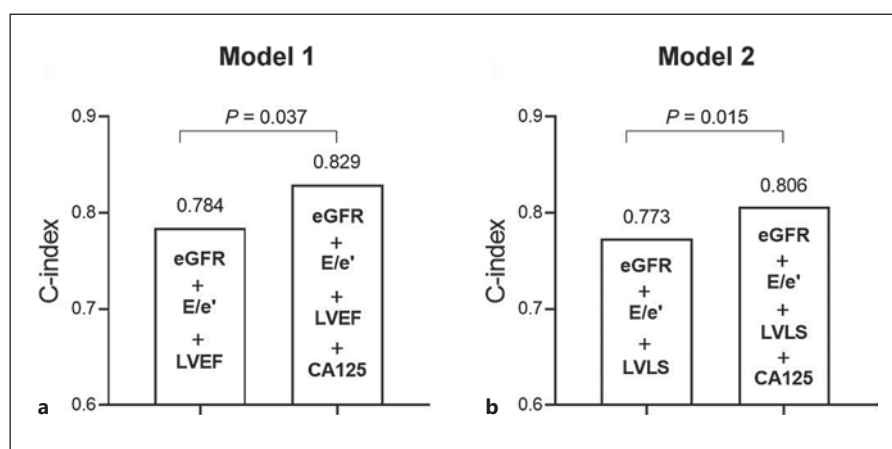 Model 1
P = 0.037
0.9
0.8
0.7
0.6
C-index
0.784
eGFR
+
E/e'
+
LVEF
0.829
eGFR
+
E/e'
+
LVEF
+
CA125
a
Model 2
P = 0.015
0.9
0.8
0.7
0.6
C-index
0.773
eGFR
+
E/e'
+
LVLS
0.806
eGFR
+
E/e'
+
LVLS
+
CA125
b